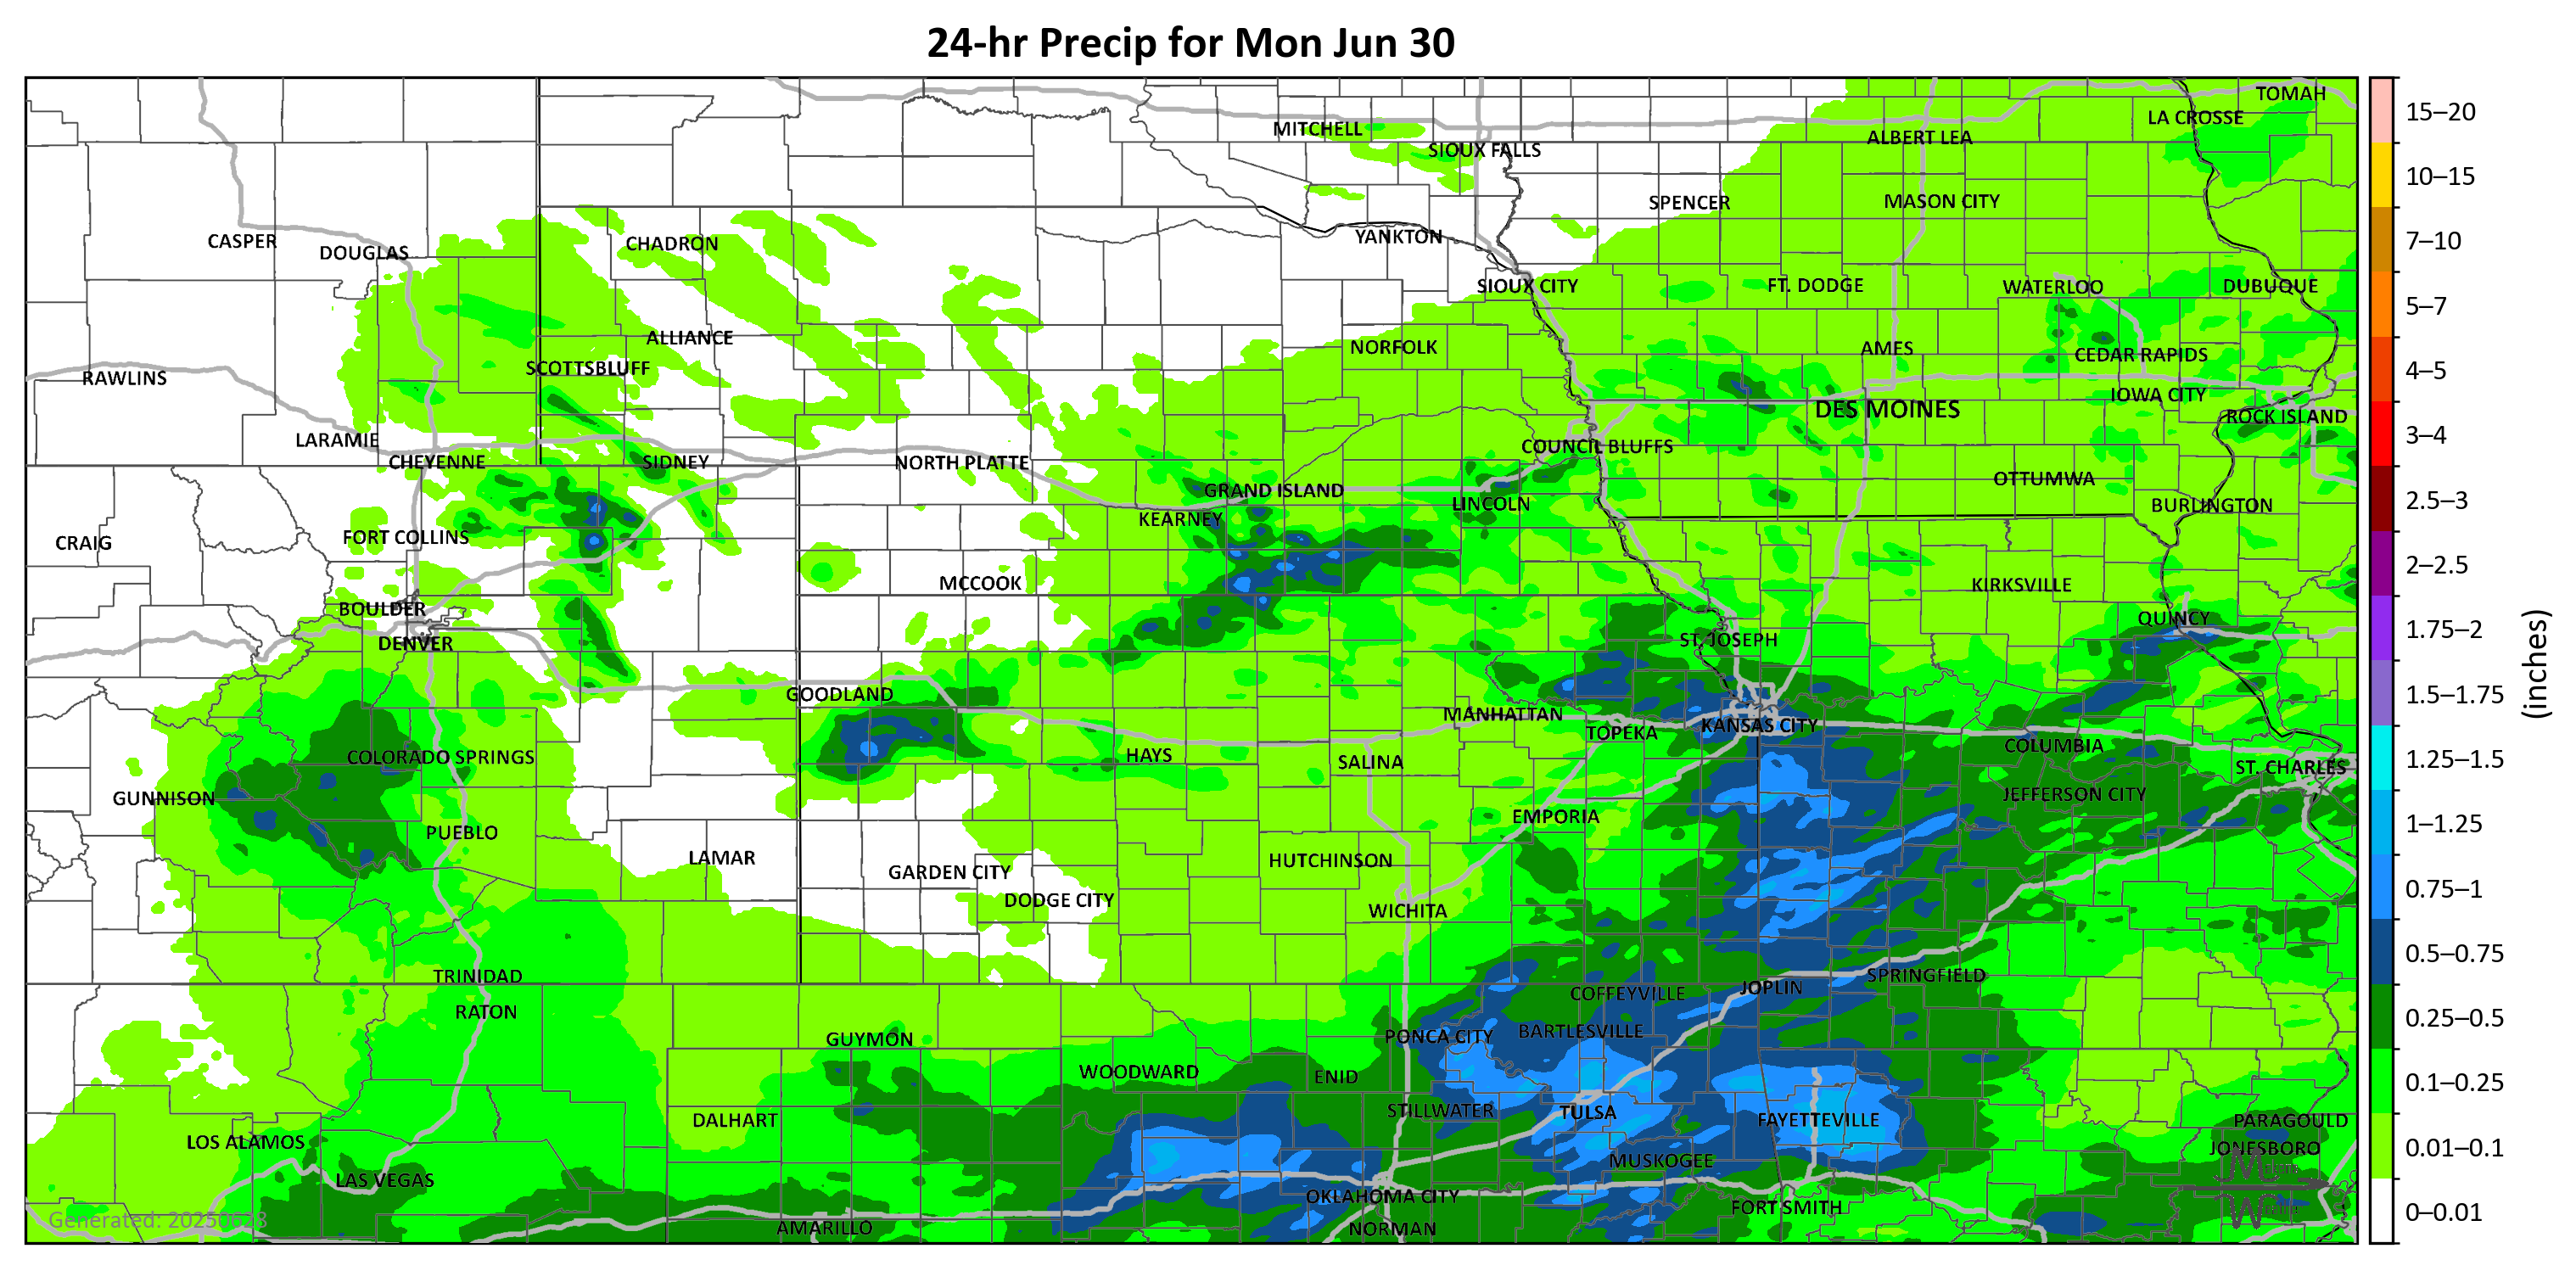 24-hr Precip for Mon Jun 30
TOMAH
LA CROSSE
MITCHELL
ALBERT LEA
SIOUX FALLS
SPENCER
MASON CITY
CASPER
DOUGLAS
CHADRON
YANKTON
SIOUX CITY
FT. DODGE
WATERLOO
DUBUQUE
ALLIANCE
NORFOLK
AMES
CEDAR RAPIDS
SCOTTSBLUFF
RAWLINS
IOWA CITY
DES MOINES
ROCK ISLAND
LARAMIE
COUNCIL BLUFFS
CHEYENNE
SIDNEY
NORTH PLATTE
OTTUMWA
GRAND ISLAND
LINCOLN
BURLINGTON
KEARNEY
FORT COLLINS
CRAIG
MCCOOK
KIRKSVILLE
BOULDER
QUINCY
DENVER
ST. JOSEPH
GOODLAND
MANHATTAN
KANSAS CITY
TOPEKA
COLUMBIA
COLORADO SPRINGS
HAYS
SALINA
ST. CHARLES
GUNNISON
JEFFERSON CITY
EMPORIA
PUEBLO
LAMAR
HUTCHINSON
GARDEN CITY
DODGE CITY
WICHITA
TRINIDAD
SPRINGFIELD
JOPLIN
COFFEYVILLE
RATON
BARTLESVILLE
PONCA CITY
GUYMON
WOODWARD
ENID
STILLWATER
TULSA
DALHART
FAYETTEVILLE
PARAGOULD
LOS ALAMOS
JONESBORO
MUSKOGEE
LAS VEGAS
OKLAHOMA CITY
FORT SMITH
AMARILLO
NORMAN
Generated: 20250628
15–20
10–15
7–10
5–7
4–5
3–4
2.5–3
2–2.5
1.75–2
1.5–1.75
1.25–1.5
1–1.25
0.75–1
0.5–0.75
0.25–0.5
0.1–0.25
0.01–0.1
0–0.01
(inches)